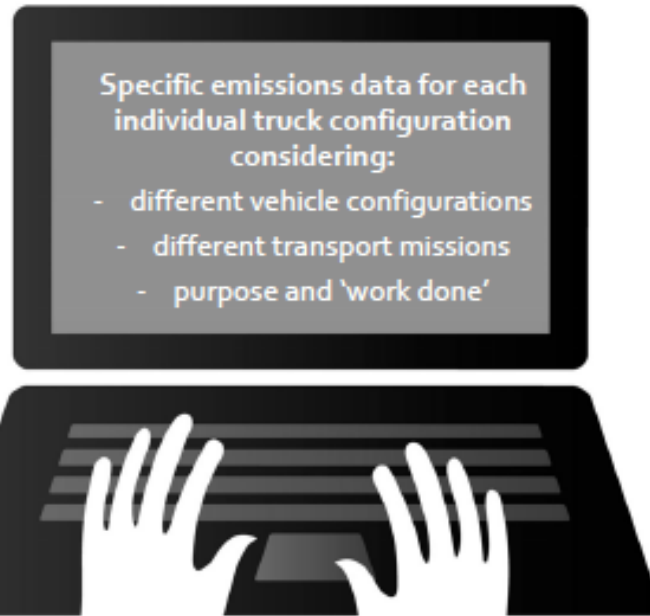 Specific emissions data for each
individual truck configuration
considering:
- different vehicle configurations
- different transport missions
- purpose and ‘work done’